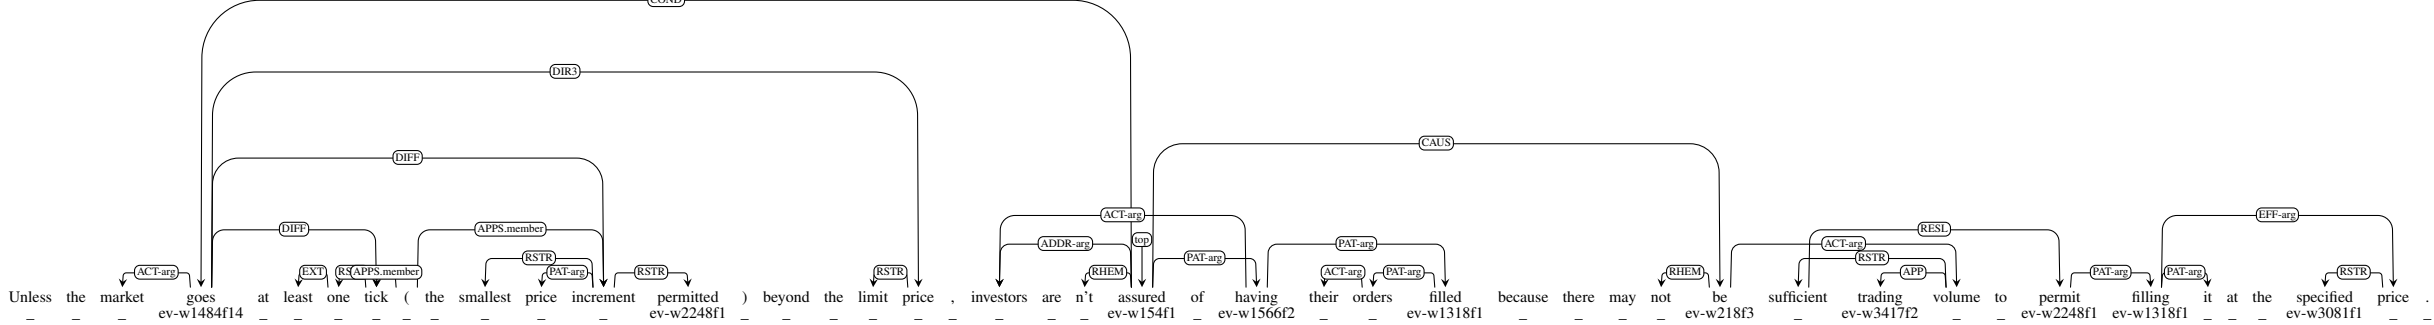 COND
DIR3
CAUS
DIFF
ACT-arg EFF-arg
DIFF APPS.member RESL
top
ADDR-arg PAT-arg ACT-arg
RSTR PAT-arg RSTR
ACT-arg EXT APPS.member PAT-arg RSTR RSTR RHEM ACT-arg PAT-arg RHEM APP PAT-arg PAT-arg RSTR
Unless the market goes at least one tick ( the smallest price increment permitted ) beyond the limit price , investors are n't assured of having their orders filled because there may not be sufficient trading volume to permit filling it at the specified price .
_ _ _ ev-w1484f14 _ _ _ _ _ _ _ _ _ ev-w2248f1 _ _ _ _ _ _ _ _ _ ev-w154f1 _ ev-w1566f2 _ _ ev-w1318f1 _ _ _ _ ev-w218f3 _ ev-w3417f2 _ _ ev-w2248f1 ev-w1318f1 _ _ _ ev-w3081f1 _ _